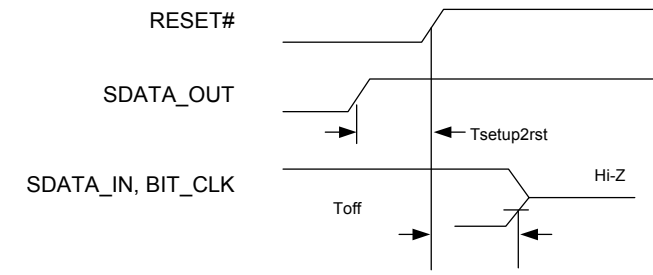 RESET#
SDATA_OUT
Tsetup2rst
SDATA_IN, BIT_CLK
Hi-Z
Toff